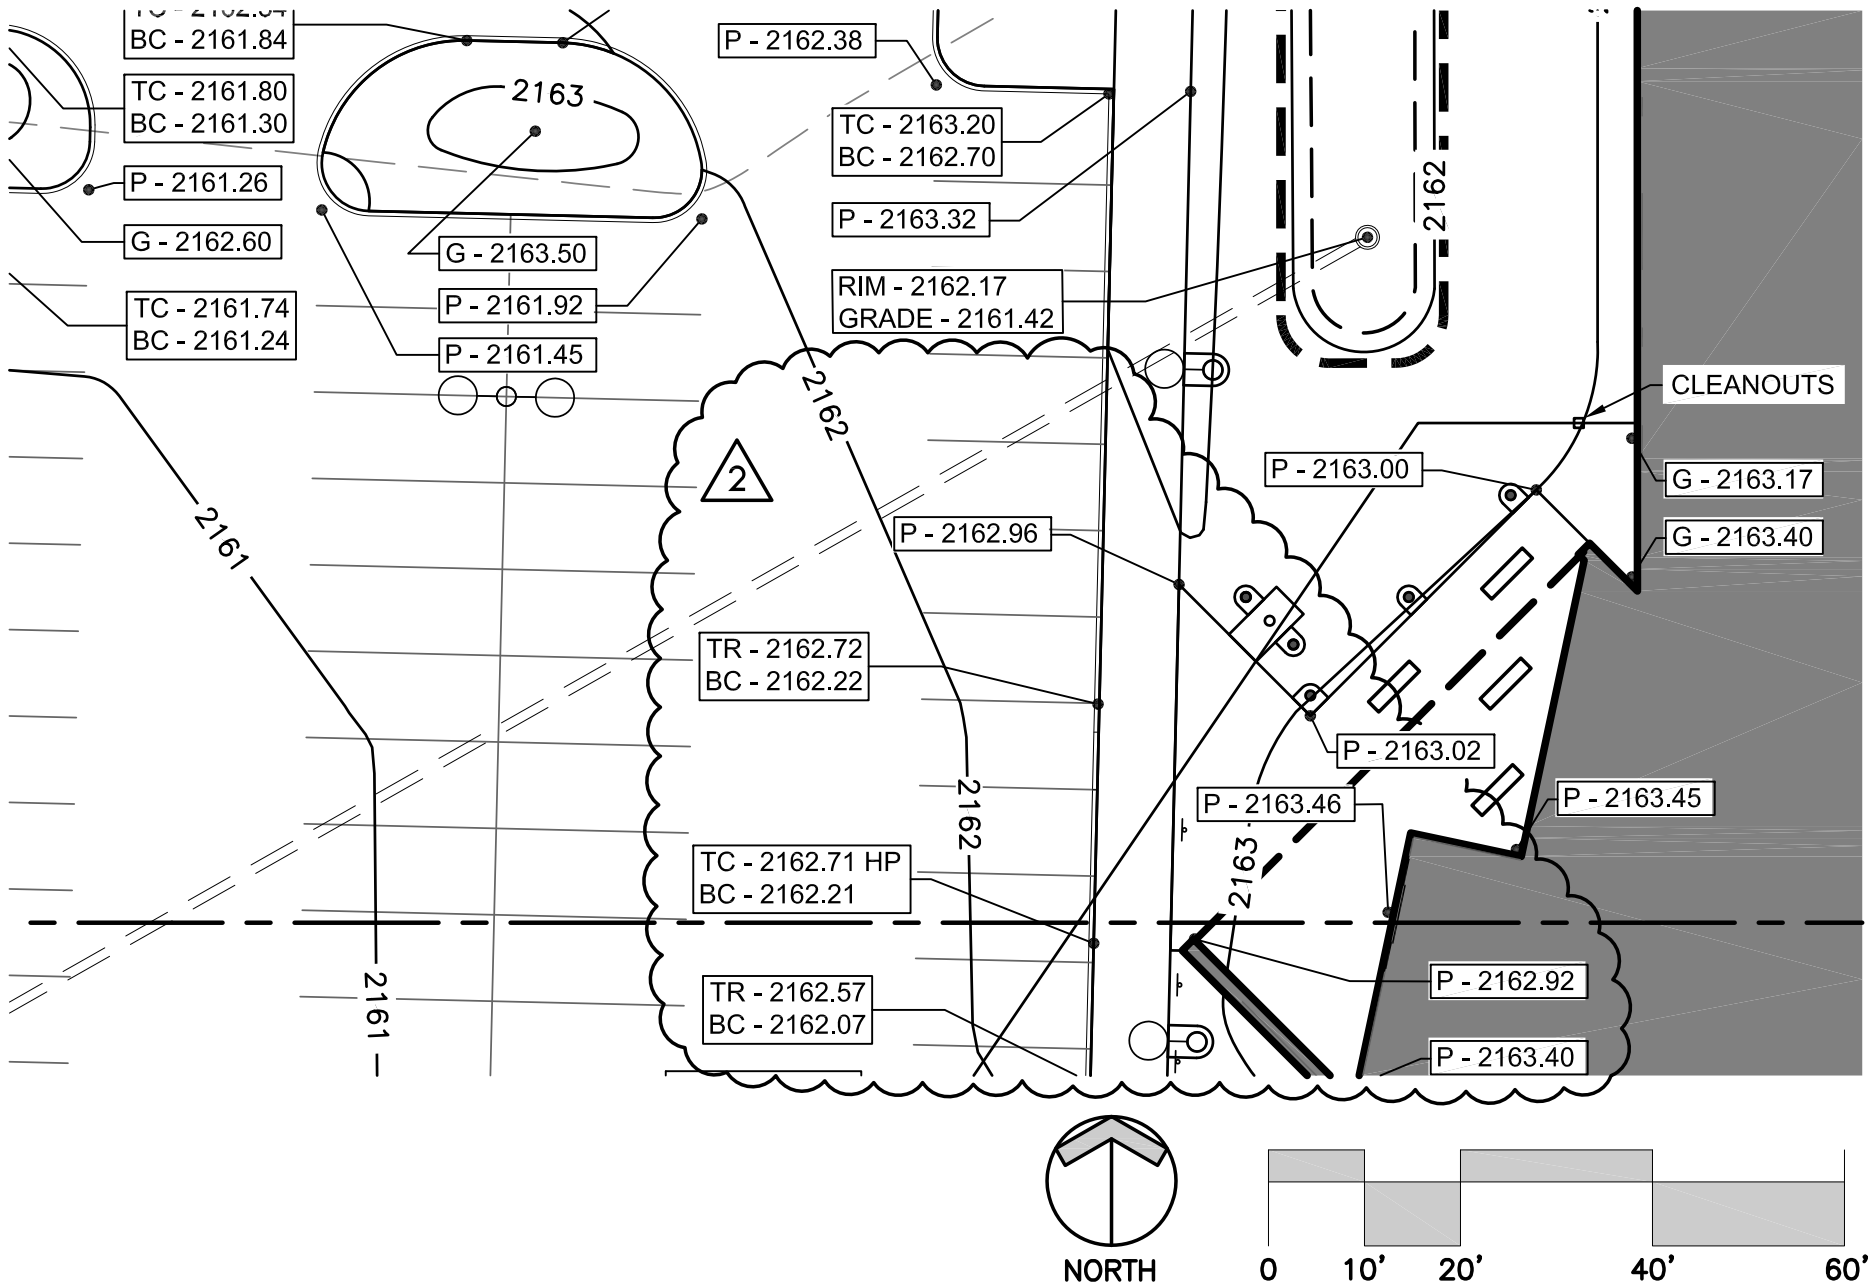 BC - 2161.84
TC - 2161.80
BC - 2161.30
P - 2161.26
G - 2162.60
TC - 2161.74
BC - 2161.24
2163
G - 2163.50
P - 2161.92
P - 2161.45
P - 2162.38
TC - 2163.20
BC - 2162.70
P - 2163.32
RIM - 2162.17
GRADE - 2161.42
2162
CLEANOUTS
2162
2
P - 2163.00
G - 2163.17
G - 2163.40
2161
P - 2162.96
TR - 2162.72
BC - 2162.22
P - 2163.02
P - 2163.46
P - 2163.45
2162
2163
TC - 2162.71 HP
BC - 2162.21
2161
TR - 2162.57
BC - 2162.07
P - 2162.92
P - 2163.40
NORTH
0 10' 20' 40' 60'